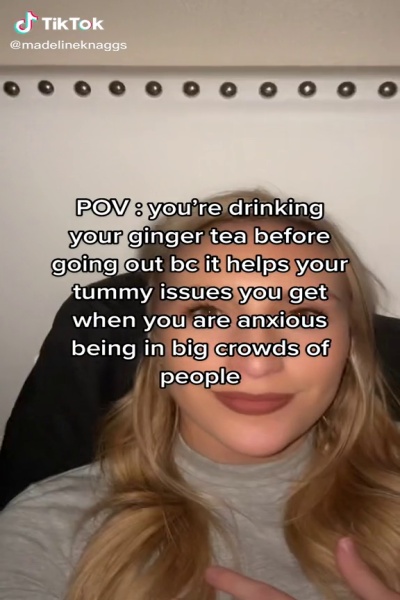 TikTok
@madelineknaggs
POV : you're drinking
your ginger tea before
going out bc it helps your
tummy issues you get
when you are anxious
being in big crowds of
people